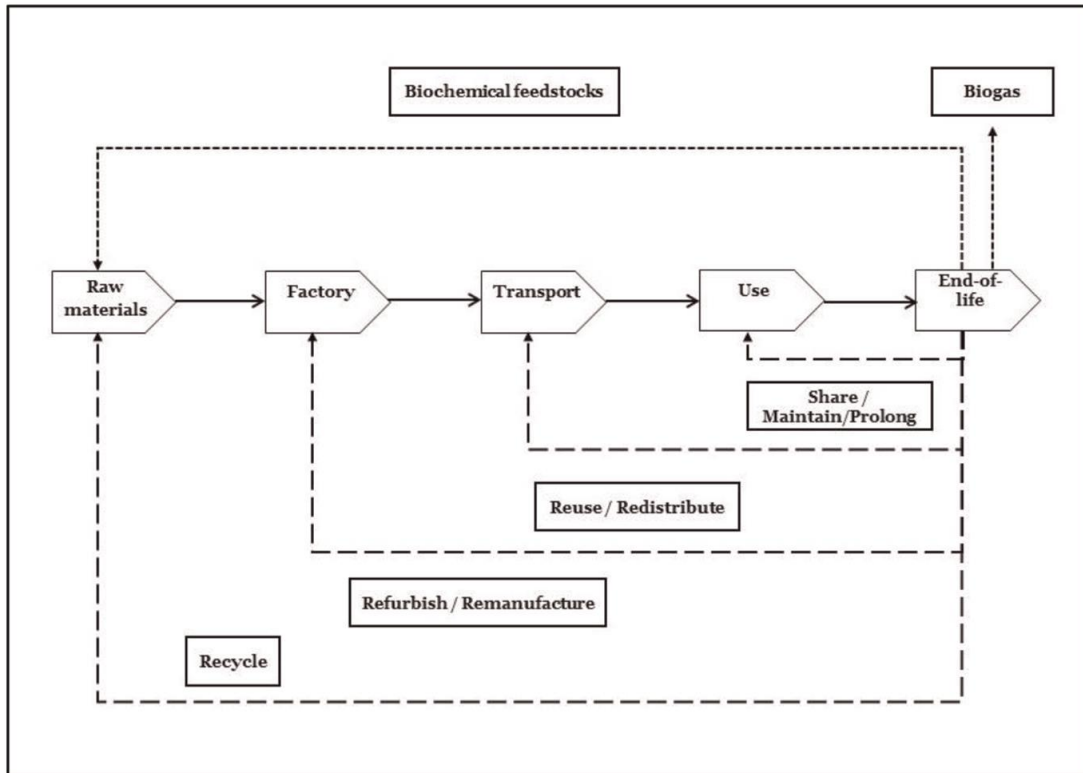 Biochemical feedstocks
Biogas
Raw
materials
Factory
Transport
Use
End-of-
life
Share /
Maintain/Prolong
Reuse / Redistribute
Refurbish / Remanufacture
Recycle